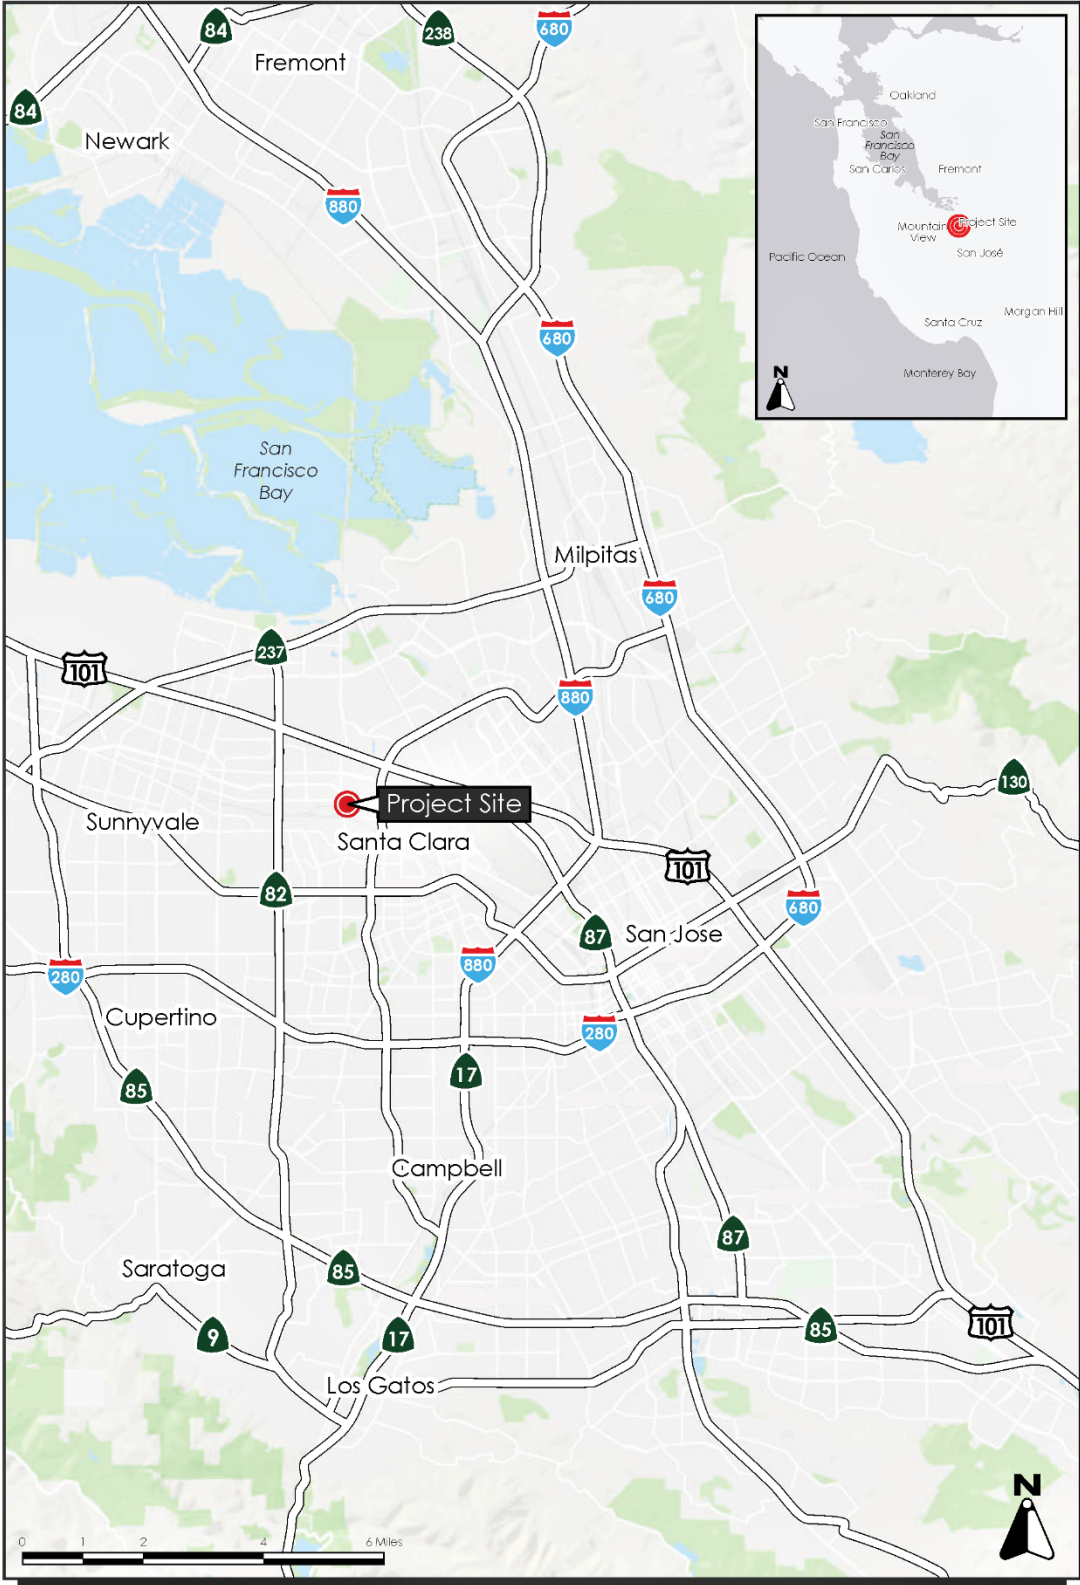 84
238
680
Fremont
84
Newark
880
Oakland
San Francisco
San
Francisco
Bay
San Carlos
Fremont
Project Site
Mountain
View
San José
Pacific Ocean
Morgan Hill
Santa Cruz
Monterey Bay
N
680
San
Francisco
Bay
Milpitas
680
237
101
880
130
Project Site
Sunnyvale
Santa Clara
101
82
680
87
San Jose
880
280
Cupertino
280
17
85
Campbell
87
Saratoga
85
9
17
85
101
Los Gatos
N
0 1 2 4 6 Miles